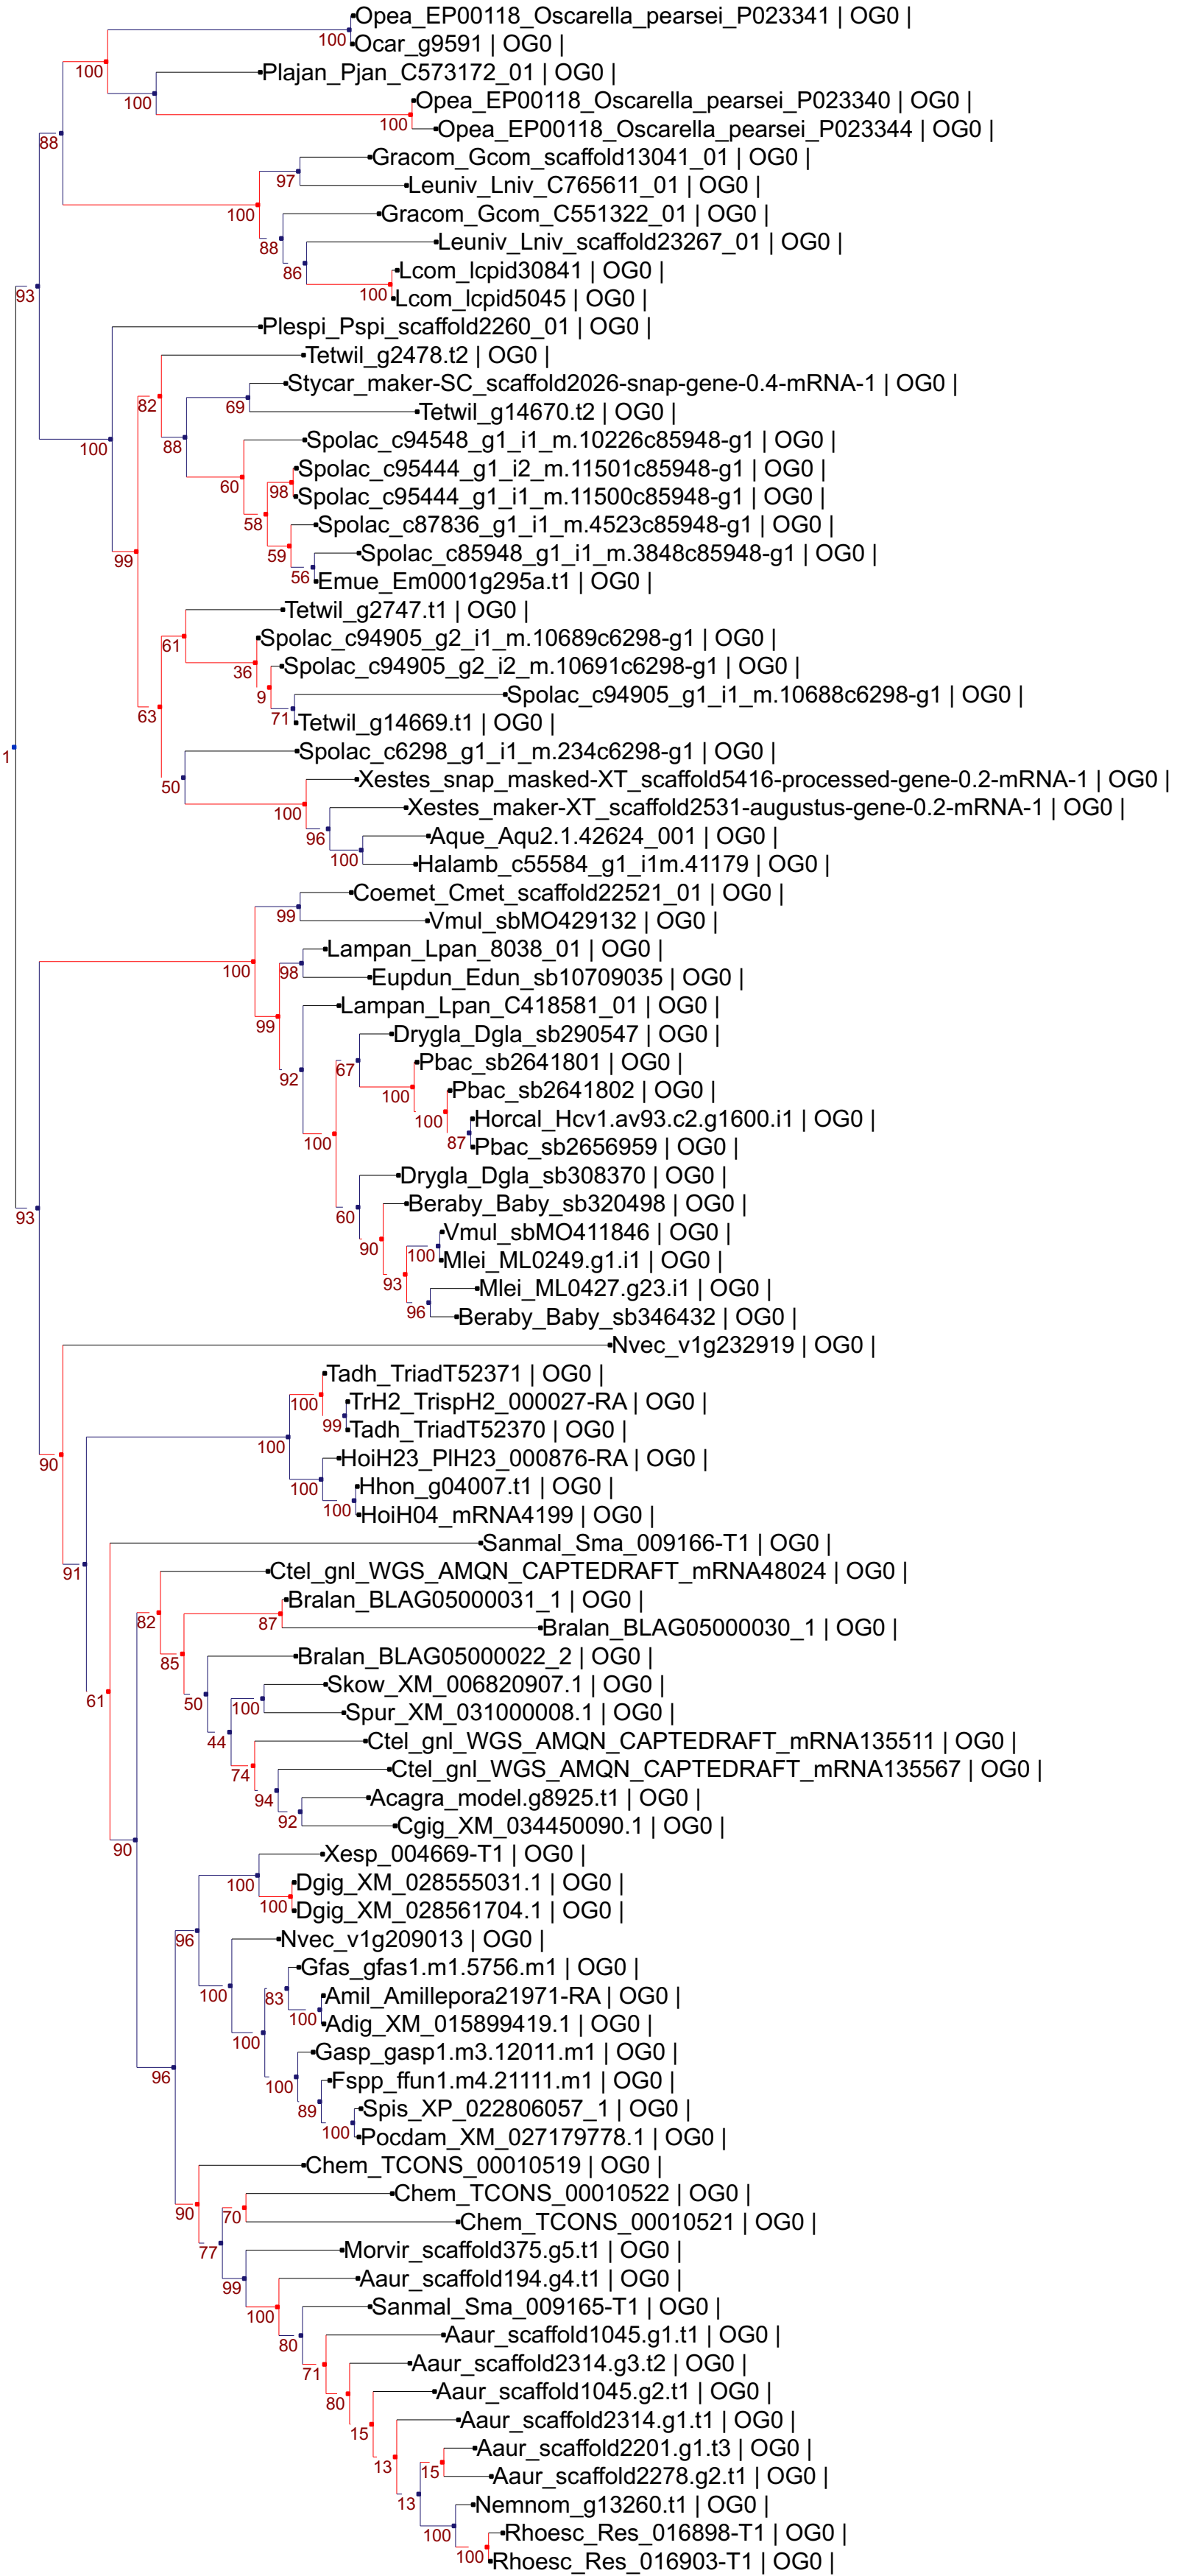 Opea_EP00118_Oscarella_pearsei_P023341 | OG0 |
100
Ocar_g9591 | OG0 |
100
Plajan_Pjan_C573172_01 | OG0 |
100
Opea_EP00118_Oscarella_pearsei_P023340 | OG0 |
100
Opea_EP00118_Oscarella_pearsei_P023344 | OG0 |
88
Gracom_Gcom_scaffold13041_01 | OG0 |
97
Leuniv_Lniv_C765611_01 | OG0 |
100
Gracom_Gcom_C551322_01 | OG0 |
88
Leuniv_Lniv_scaffold23267_01 | OG0 |
86
Lcom_lcpid30841 | OG0 |
100
Lcom_lcpid5045 | OG0 |
93
Plespi_Pspi_scaffold2260_01 | OG0 |
Tetwil_g2478.t2 | OG0 |
Stycar_maker-SC_scaffold2026-snap-gene-0.4-mRNA-1 | OG0 |
82
69
Tetwil_g14670.t2 | OG0 |
100
88
Spolac_c94548_g1_i1_m.10226c85948-g1 | OG0 |
Spolac_c95444_g1_i2_m.11501c85948-g1 | OG0 |
60
98
Spolac_c95444_g1_i1_m.11500c85948-g1 | OG0 |
58
Spolac_c87836_g1_i1_m.4523c85948-g1 | OG0 |
99
59
Spolac_c85948_g1_i1_m.3848c85948-g1 | OG0 |
56
Emue_Em0001g295a.t1 | OG0 |
Tetwil_g2747.t1 | OG0 |
61
Spolac_c94905_g2_i1_m.10689c6298-g1 | OG0 |
36
Spolac_c94905_g2_i2_m.10691c6298-g1 | OG0 |
9
Spolac_c94905_g1_i1_m.10688c6298-g1 | OG0 |
63
71
Tetwil_g14669.t1 | OG0 |
1
Spolac_c6298_g1_i1_m.234c6298-g1 | OG0 |
50
Xestes_snap_masked-XT_scaffold5416-processed-gene-0.2-mRNA-1 | OG0 |
100
Xestes_maker-XT_scaffold2531-augustus-gene-0.2-mRNA-1 | OG0 |
96
Aque_Aqu2.1.42624_001 | OG0 |
100
Halamb_c55584_g1_i1m.41179 | OG0 |
Coemet_Cmet_scaffold22521_01 | OG0 |
99
Vmul_sbMO429132 | OG0 |
100
Lampan_Lpan_8038_01 | OG0 |
98
Eupdun_Edun_sb10709035 | OG0 |
99
Lampan_Lpan_C418581_01 | OG0 |
Drygla_Dgla_sb290547 | OG0 |
92
67
Pbac_sb2641801 | OG0 |
100
Pbac_sb2641802 | OG0 |
100
Horcal_Hcv1.av93.c2.g1600.i1 | OG0 |
100
87
Pbac_sb2656959 | OG0 |
Drygla_Dgla_sb308370 | OG0 |
93
60
Beraby_Baby_sb320498 | OG0 |
90
Vmul_sbMO411846 | OG0 |
100
Mlei_ML0249.g1.i1 | OG0 |
93
Mlei_ML0427.g23.i1 | OG0 |
96
Beraby_Baby_sb346432 | OG0 |
Nvec_v1g232919 | OG0 |
Tadh_TriadT52371 | OG0 |
100
TrH2_TrispH2_000027-RA | OG0 |
99
Tadh_TriadT52370 | OG0 |
100
90
HoiH23_PlH23_000876-RA | OG0 |
100
Hhon_g04007.t1 | OG0 |
100
HoiH04_mRNA4199 | OG0 |
Sanmal_Sma_009166-T1 | OG0 |
91
Ctel_gnl_WGS_AMQN_CAPTEDRAFT_mRNA48024 | OG0 |
Bralan_BLAG05000031_1 | OG0 |
82
87
Bralan_BLAG05000030_1 | OG0 |
85
Bralan_BLAG05000022_2 | OG0 |
Skow_XM_006820907.1 | OG0 |
61
50
100
Spur_XM_031000008.1 | OG0 |
44
Ctel_gnl_WGS_AMQN_CAPTEDRAFT_mRNA135511 | OG0 |
74
Ctel_gnl_WGS_AMQN_CAPTEDRAFT_mRNA135567 | OG0 |
94
Acagra_model.g8925.t1 | OG0 |
92
Cgig_XM_034450090.1 | OG0 |
90
Xesp_004669-T1 | OG0 |
100
Dgig_XM_028555031.1 | OG0 |
100
Dgig_XM_028561704.1 | OG0 |
96
Nvec_v1g209013 | OG0 |
Gfas_gfas1.m1.5756.m1 | OG0 |
100
83
Amil_Amillepora21971-RA | OG0 |
100
Adig_XM_015899419.1 | OG0 |
100
Gasp_gasp1.m3.12011.m1 | OG0 |
96
100
Fspp_ffun1.m4.21111.m1 | OG0 |
89
Spis_XP_022806057_1 | OG0 |
100
Pocdam_XM_027179778.1 | OG0 |
Chem_TCONS_00010519 | OG0 |
Chem_TCONS_00010522 | OG0 |
90
70
Chem_TCONS_00010521 | OG0 |
77
Morvir_scaffold375.g5.t1 | OG0 |
99
Aaur_scaffold194.g4.t1 | OG0 |
100
Sanmal_Sma_009165-T1 | OG0 |
80
Aaur_scaffold1045.g1.t1 | OG0 |
71
Aaur_scaffold2314.g3.t2 | OG0 |
80
Aaur_scaffold1045.g2.t1 | OG0 |
15
Aaur_scaffold2314.g1.t1 | OG0 |
13
Aaur_scaffold2201.g1.t3 | OG0 |
15
Aaur_scaffold2278.g2.t1 | OG0 |
13
Nemnom_g13260.t1 | OG0 |
100
Rhoesc_Res_016898-T1 | OG0 |
100
Rhoesc_Res_016903-T1 | OG0 |